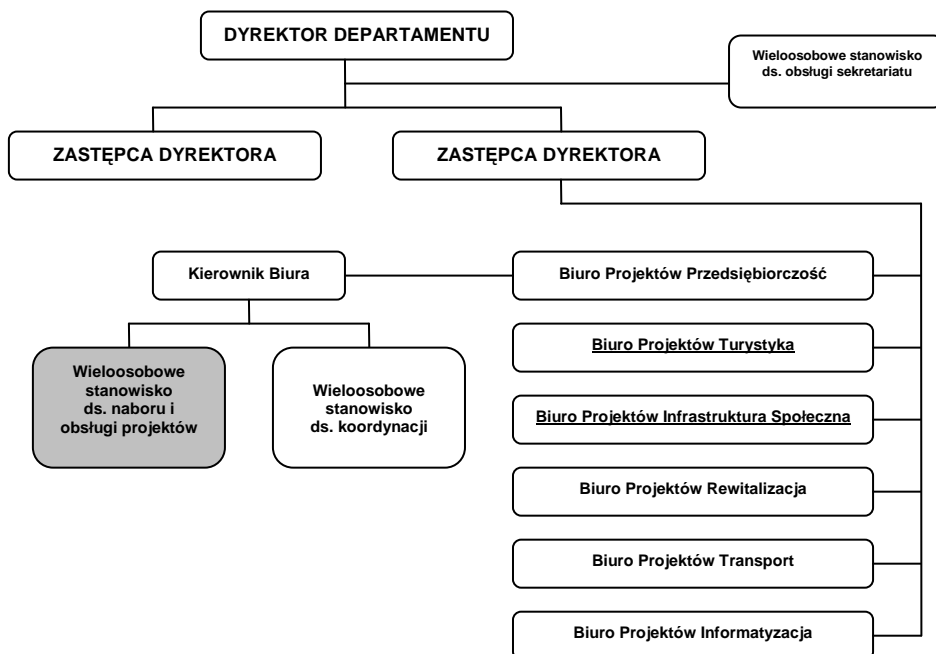 DYREKTOR DEPARTAMENTU
Wieloosobowe stanowisko
ds. obsługi sekretariatu
ZASTĘPCA DYREKTORA
ZASTĘPCA DYREKTORA
Kierownik Biura
Biuro Projektów Przedsiębiorczość
Wieloosobowe
stanowisko
ds. naboru i
obsługi projektów
Wieloosobowe
stanowisko
ds. koordynacji
Biuro Projektów Turystyka
Biuro Projektów Infrastruktura Społeczna
Biuro Projektów Rewitalizacja
Biuro Projektów Transport
Biuro Projektów Informatyzacja